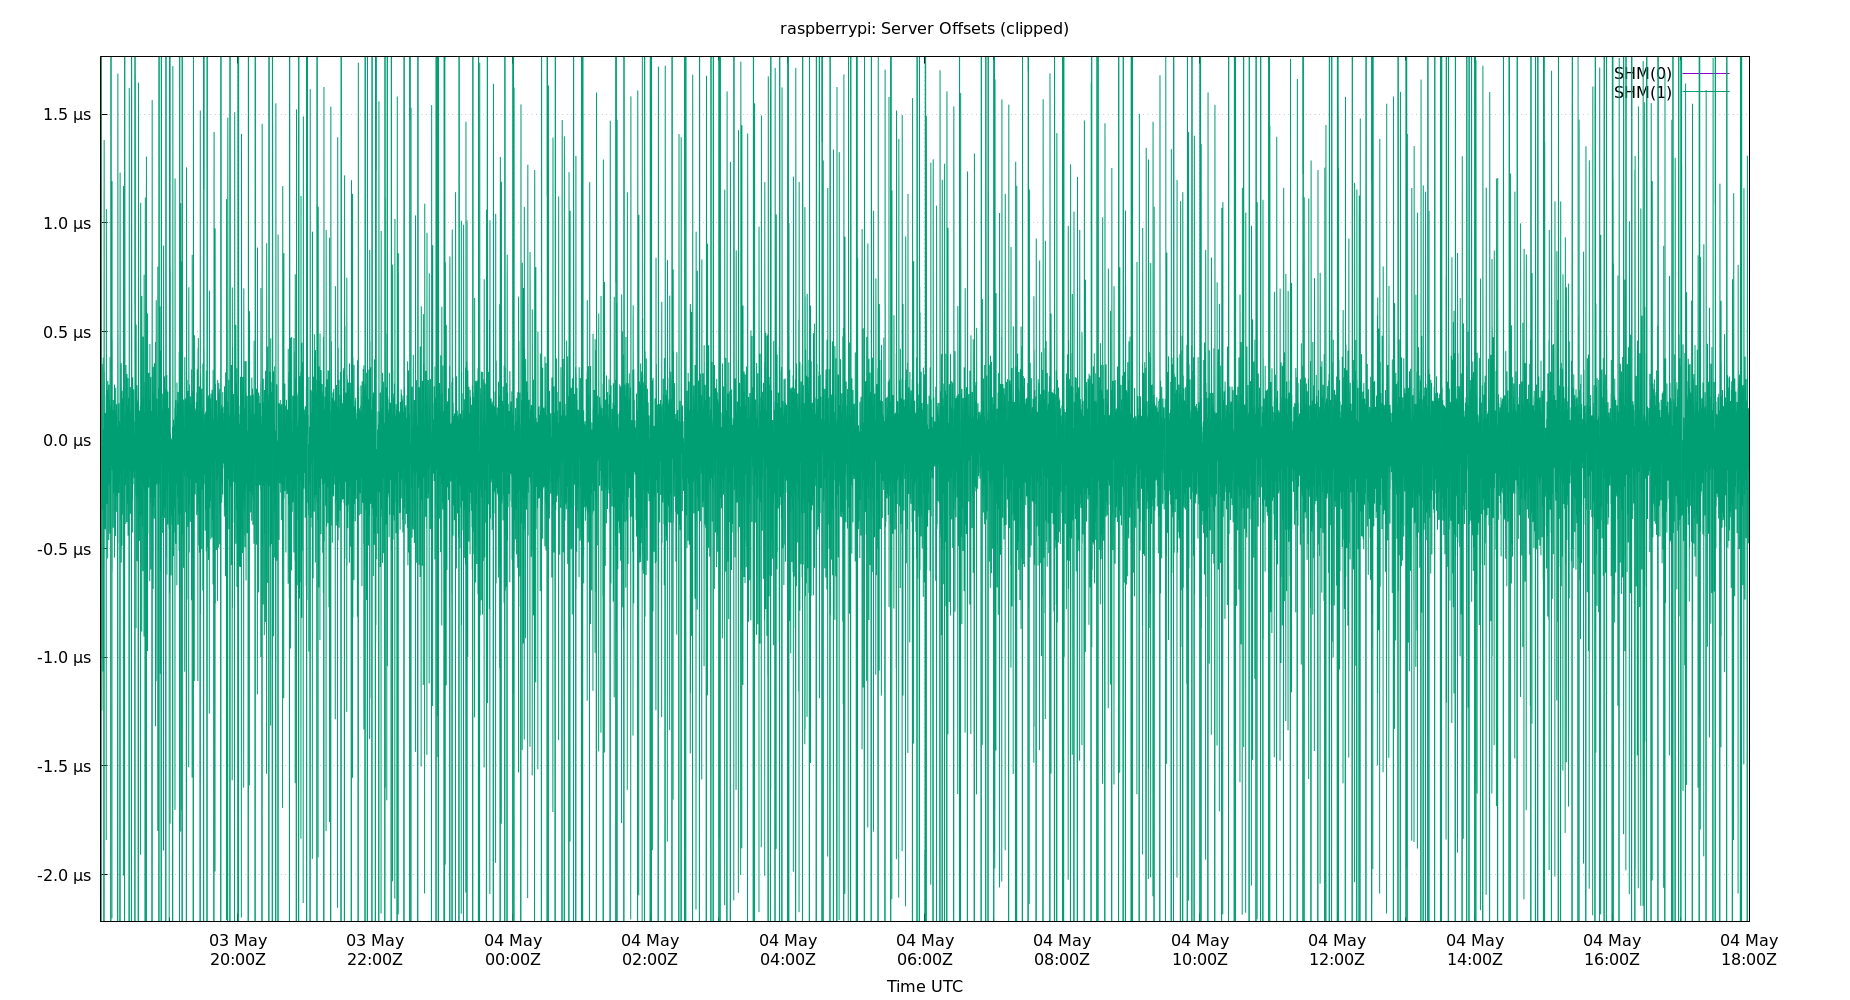 raspberrypi: Server Offsets (clipped)
SHM(0)
SHM(1)
1.5 µs
1.0 µs
0.5 µs
0.0 µs
-0.5 µs
-1.0 µs
-1.5 µs
-2.0 µs
03 May 03 May 04 May 04 May 04 May 04 May 04 May 04 May 04 May 04 May 04 May 04 May
20:00Z 22:00Z 00:00Z 02:00Z 04:00Z 06:00Z 08:00Z 10:00Z 12:00Z 14:00Z 16:00Z 18:00Z
Time UTC